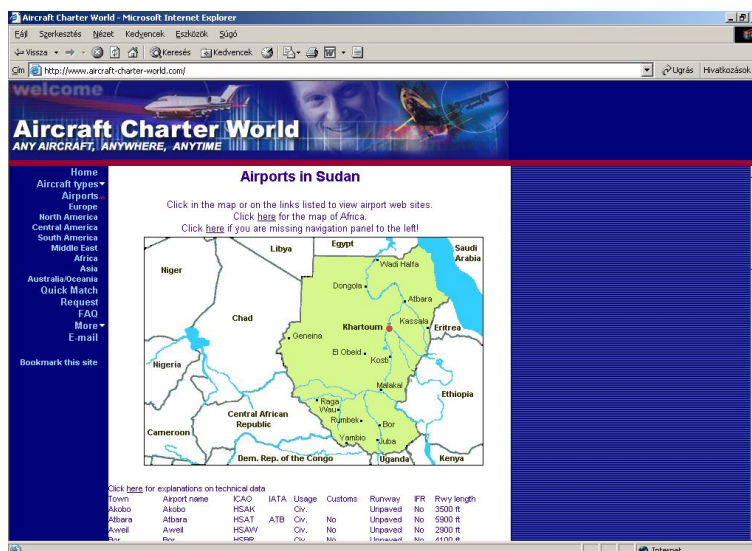 Aircraft Charter World - Microsoft Internet Explorer
Fájl Szerkesztés Nézet Kedvencek Eszközök Súgó
Vissza Keresés Kedvencek
Cím http://www.aircraft-charter-world.com/ Ugrás Hivatkozások
welcome
Aircraft Charter World
ANY AIRCRAFT, ANYWHERE, ANYTIME
Home
Aircraft types
Airports
Europe
North America
Central America
South America
Middle East
Africa
Asia
Australia/Oceania
Quick Match
Request
FAQ
More
E-mail
Bookmark this site
Airports in Sudan
Click in the map or on the links listed to view airport web sites.
Click here for the map of Africa.
Click here if you are missing navigation panel to the left!
Egypt
Libya
Saudi
Arabia
Wadi Halfa
Niger
Dongola
Atbara
Chad
Kassala
Khartoum
Eritrea
Geneina
El Obeid
Kosti
Nigeria
Malakal
Ethiopia
Raga
Wau
Central African
Republic
Rumbek
Bor
Cameroon
Yambio
Juba
Dem. Rep. of the Congo
Uganda
Kenya
Click here for explanations on technical data
Town Airport name ICAO IATA Usage Customs Runway IFR Rwy length
Akobo Akobo HSAK Civ. Unpaved No 3500 ft
Atbara Atbara HSAT ATB Civ. No Unpaved No 5900 ft
Aweil Aweil HSAW Civ. No Unpaved No 2900 ft
Bor Bor HSBR Civ. No Unpaved No 4100 ft
Internet